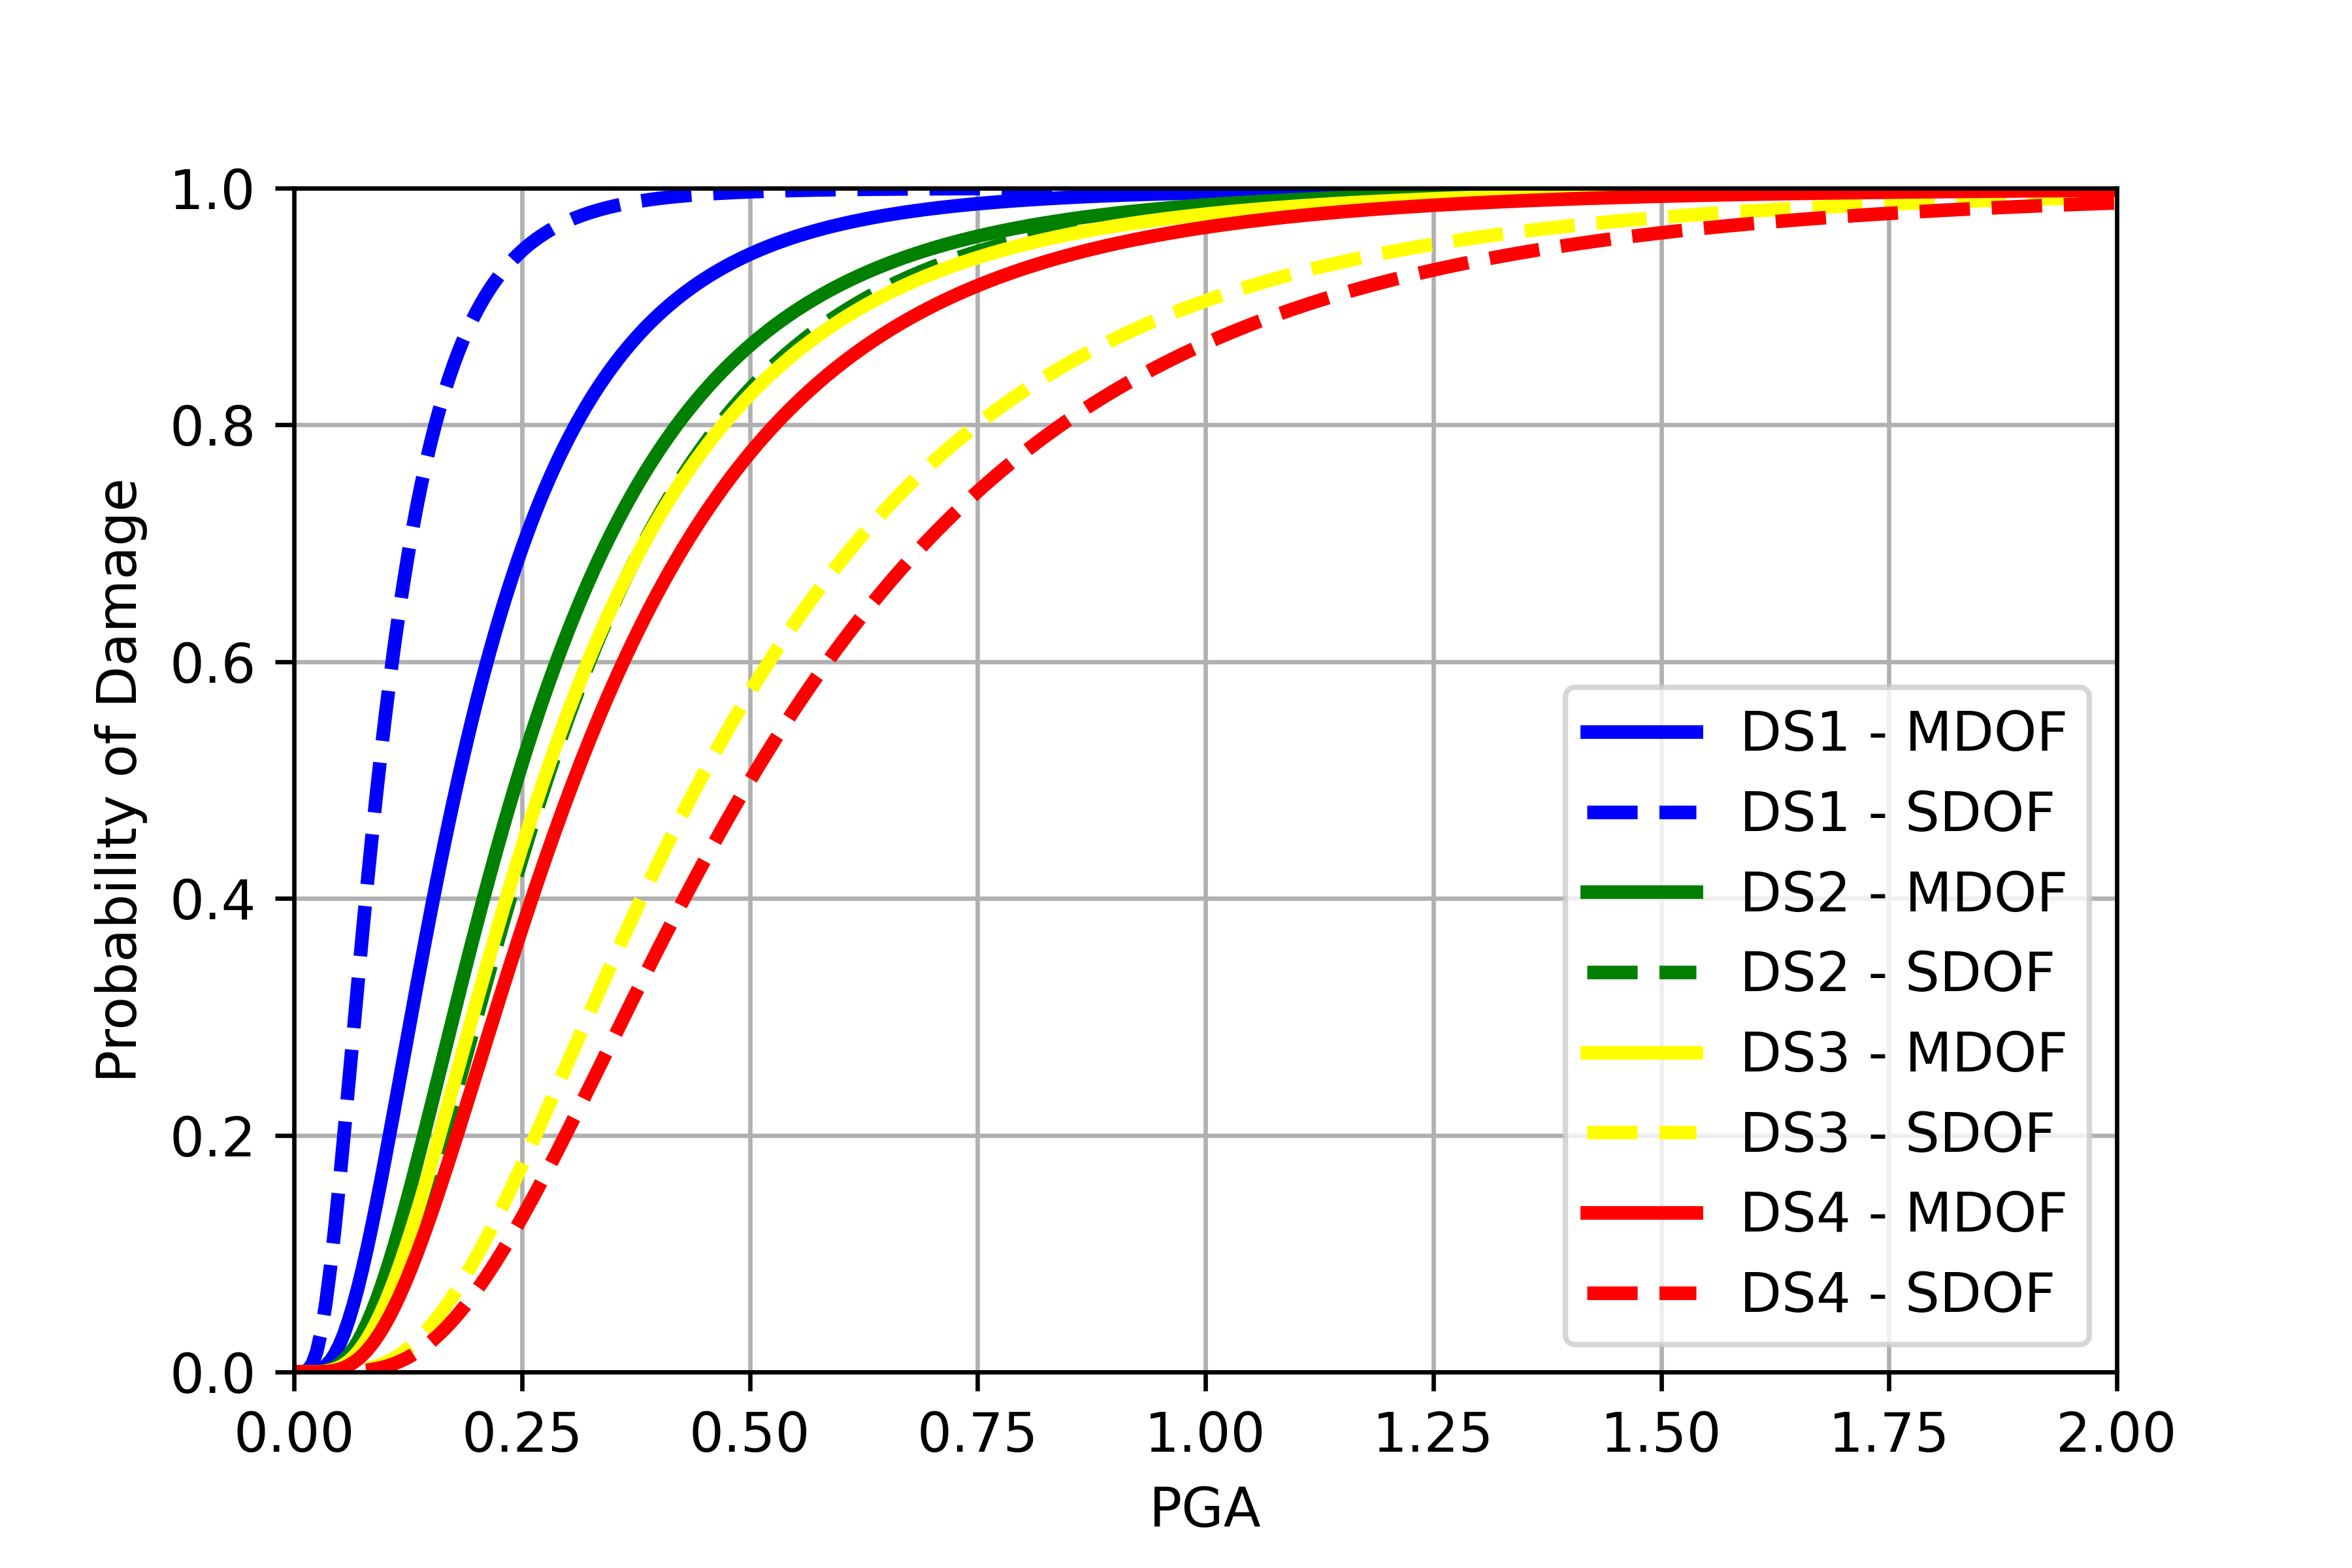 1.0
0.8
0.6
0.4
0.2
0.0
Probability of Damage
0.00 0.25 0.50 0.75 1.00 1.25 1.50 1.75 2.00
PGA
DS1 - MDOF
DS1 - SDOF
DS2 - MDOF
DS2 - SDOF
DS3 - MDOF
DS3 - SDOF
DS4 - MDOF
DS4 - SDOF